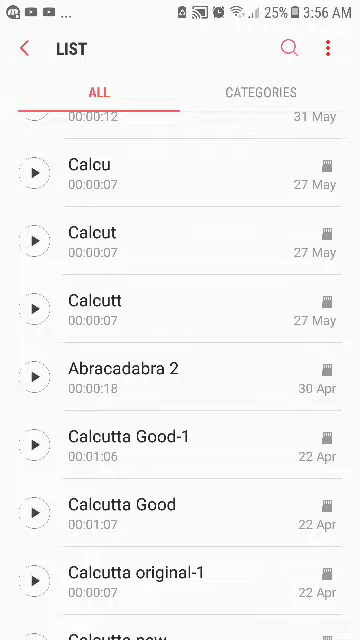 ... 25% 3:56 AM
LIST
ALL CATEGORIES
00:00:12 31 May
Calcu
00:00:07 27 May
Calcut
00:00:07 27 May
Calcutt
00:00:07 27 May
Abracadabra 2
00:00:18 30 Apr
Calcutta Good-1
00:01:06 22 Apr
Calcutta Good
00:01:07 22 Apr
Calcutta original-1
00:00:07 22 Apr
Calcutta new